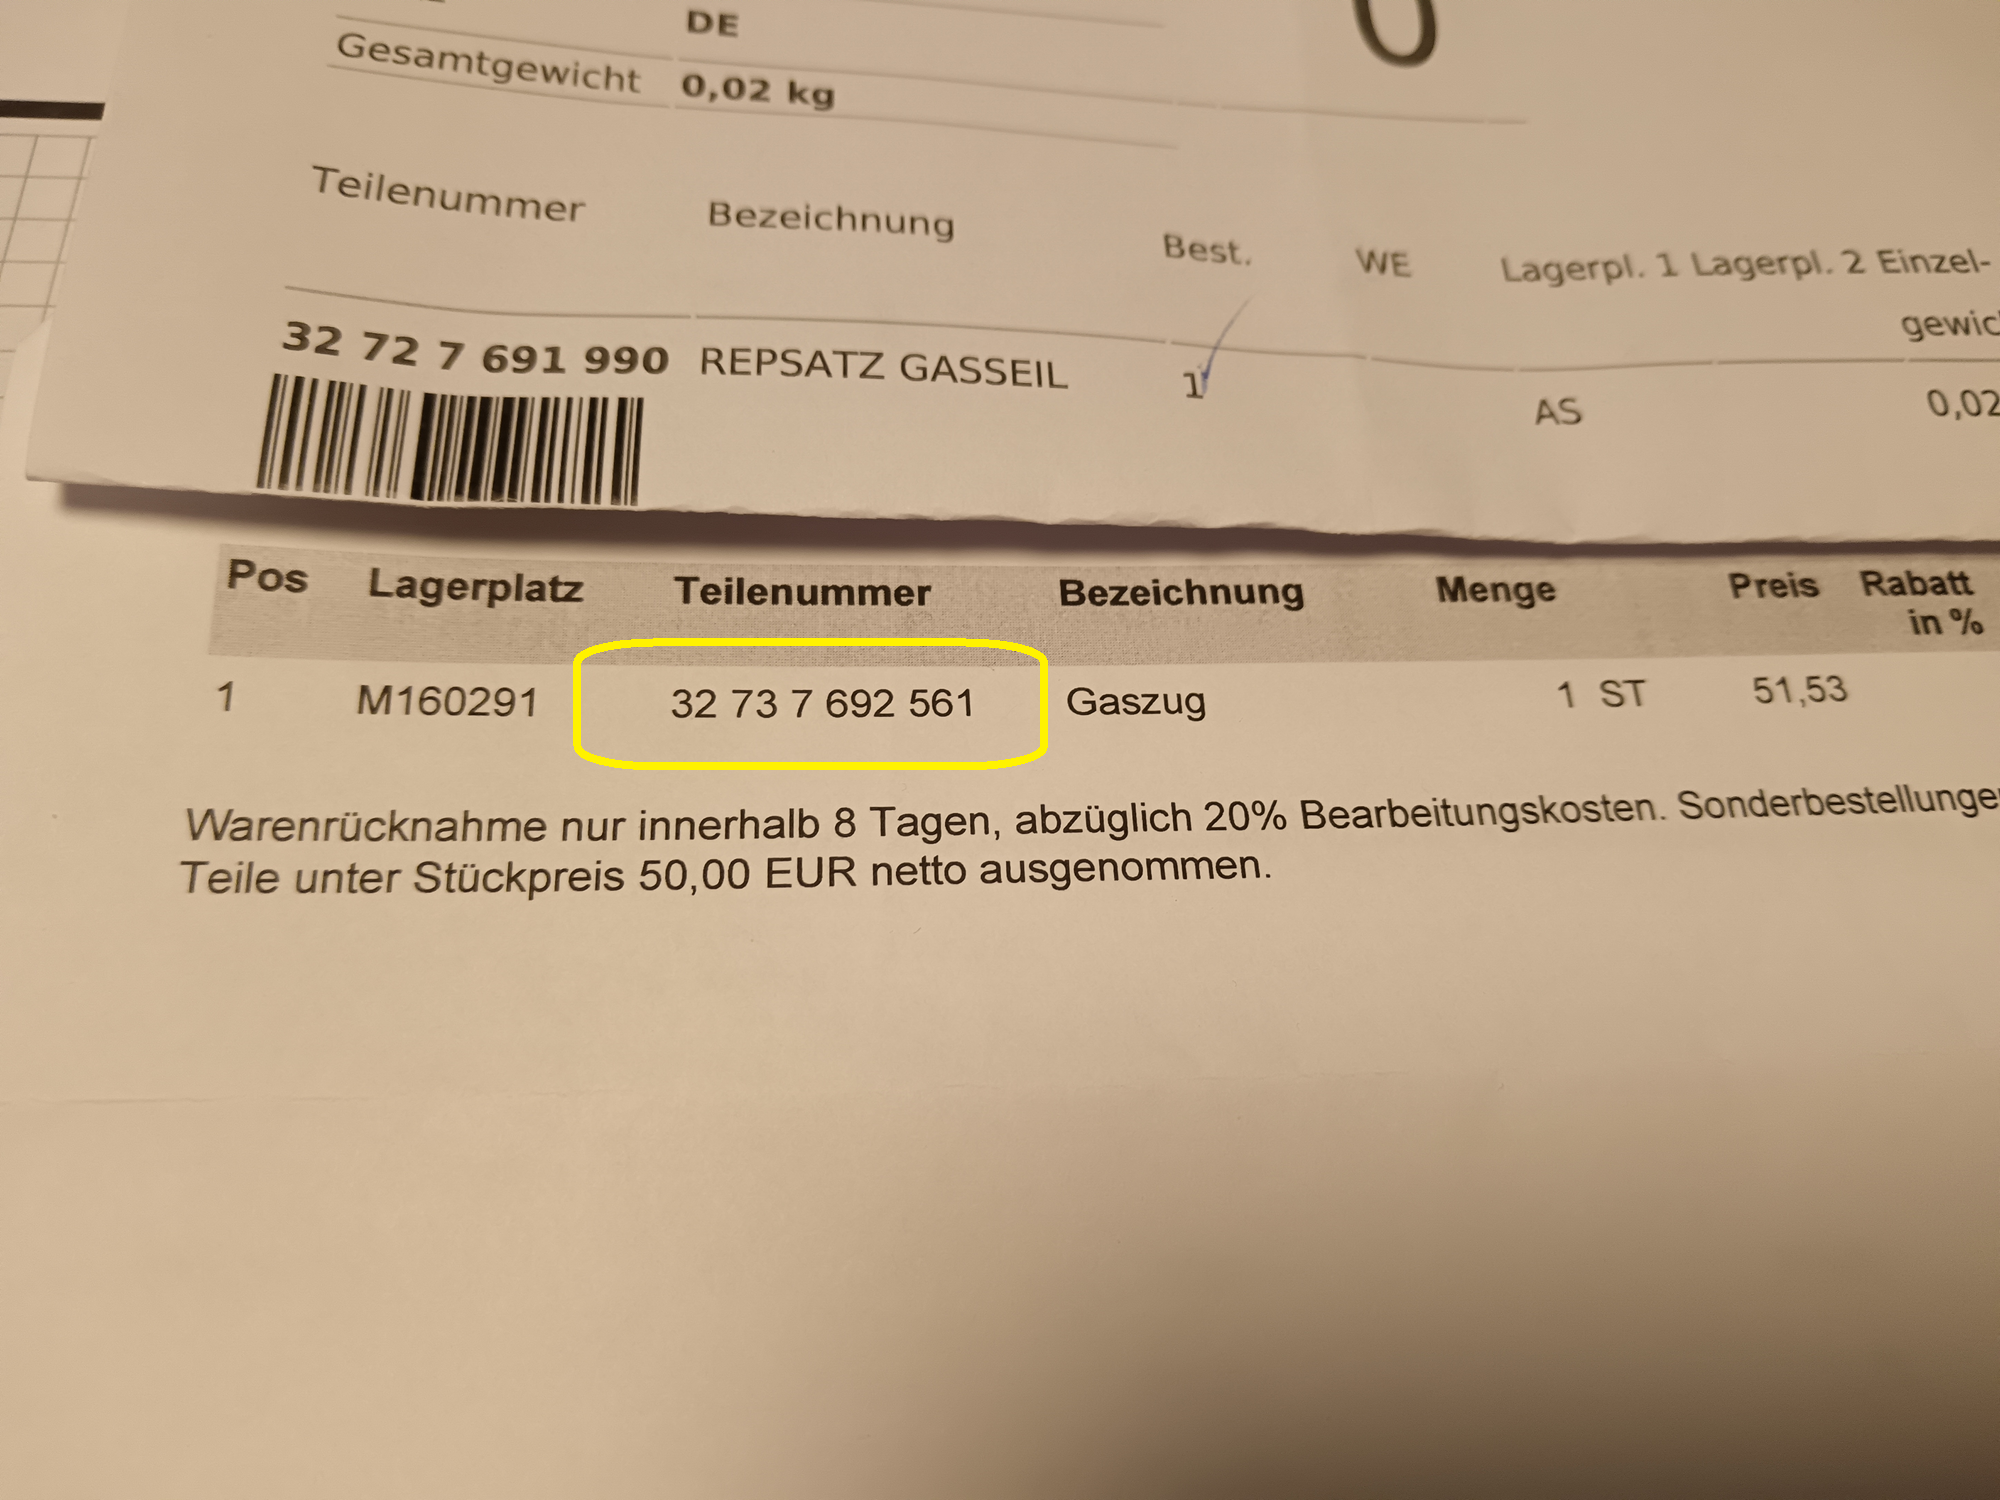 DE
Gesamtgewicht 0,02 kg
Teilenummer Bezeichnung Best. WE Lagerpl. 1 Lagerpl. 2 Einzel-
32 72 7 691 990 REPSATZ GASSEIL 1 AS 0,02
Pos Lagerplatz Teilenummer Bezeichnung Menge Preis Rabatt
in %
1 M160291 32 73 7 692 561 Gaszug 1 ST 51,53
Warenrücknahme nur innerhalb 8 Tagen, abzüglich 20% Bearbeitungskosten.
Teile unter Stückpreis 50,00 EUR netto ausgenommen.